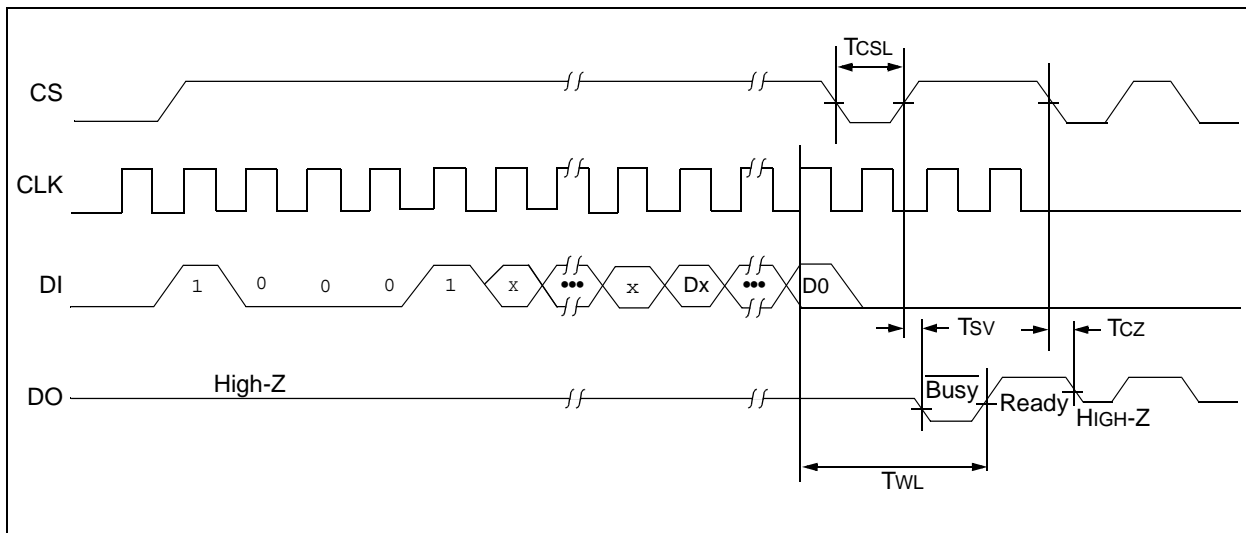 TCSL
CS
CLK
DI
1 0 0 0 1 x ••• x Dx ••• D0
TSV
TCZ
High-Z
DO
Busy
Ready
HIGH-Z
TWL